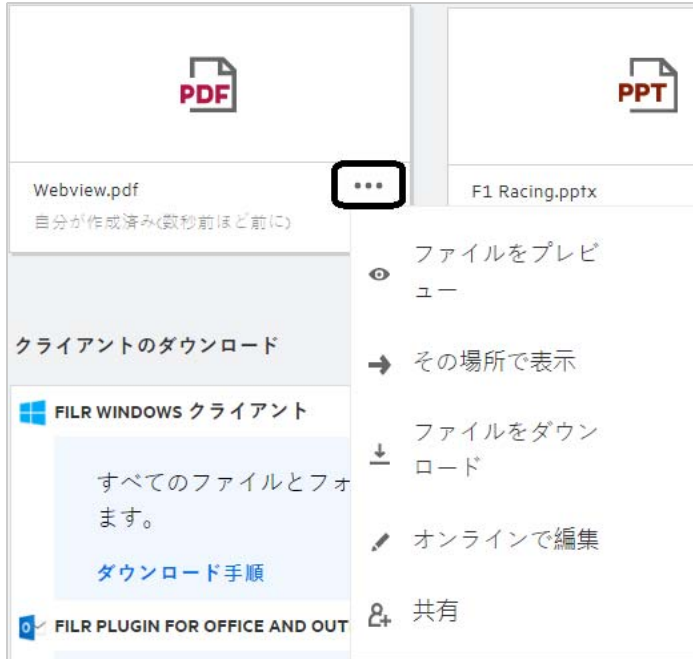 PDF
PPT
Webview.pdf
自分が作成済み(数秒前ほど前に)
F1 Racing.pptx
ファイルをプレビ
ュー
その場所で表示
ファイルをダウン
ロード
オンラインで編集
共有
クライアントのダウンロード
FILR WINDOWS クライアント
すべてのファイルとフォ
ます。
ダウンロード手順
FILR PLUGIN FOR OFFICE AND OUT